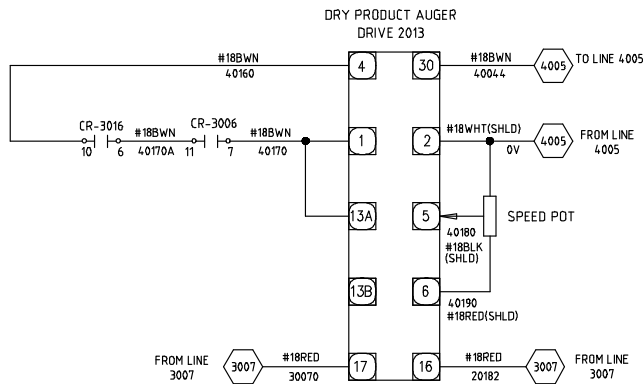 DRY PRODUCT AUGER
DRIVE 2013
#18BWN
40160
4
30
#18BWN
40044
4005
TO LINE 4005
CR-3016
10
6
#18BWN
40170A
CR-3006
11
7
#18BWN
40170
1
2
#18WHT(SHLD)
0V
4005
FROM LINE
4005
13A
5
40180
#18BLK
(SHLD)
SPEED POT
13B
6
40190
#18RED(SHLD)
FROM LINE
3007
3007
#18RED
30070
17
16
#18RED
20182
3007
FROM LINE
3007